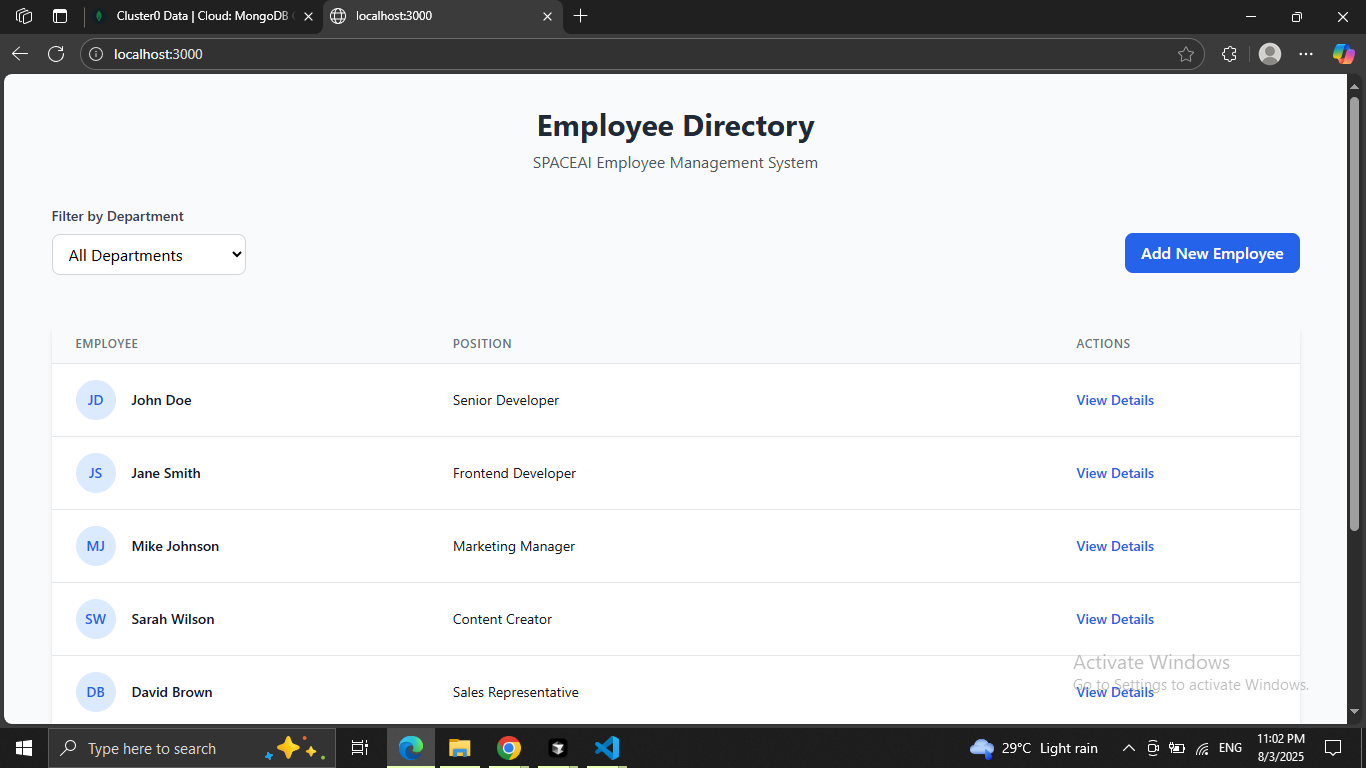 Cluster0 Data | Cloud: MongoDB
localhost:3000
localhost:3000
Employee Directory
SPACEAI Employee Management System
Filter by Department
All Departments
Add New Employee
EMPLOYEE POSITION ACTIONS
JD John Doe Senior Developer View Details
JS Jane Smith Frontend Developer View Details
MJ Mike Johnson Marketing Manager View Details
SW Sarah Wilson Content Creator View Details
Activate Windows
Go to Settings to activate Windows.
DB David Brown Sales Representative View Details
Type here to search
29°C Light rain
ENG
11:02 PM
8/3/2025